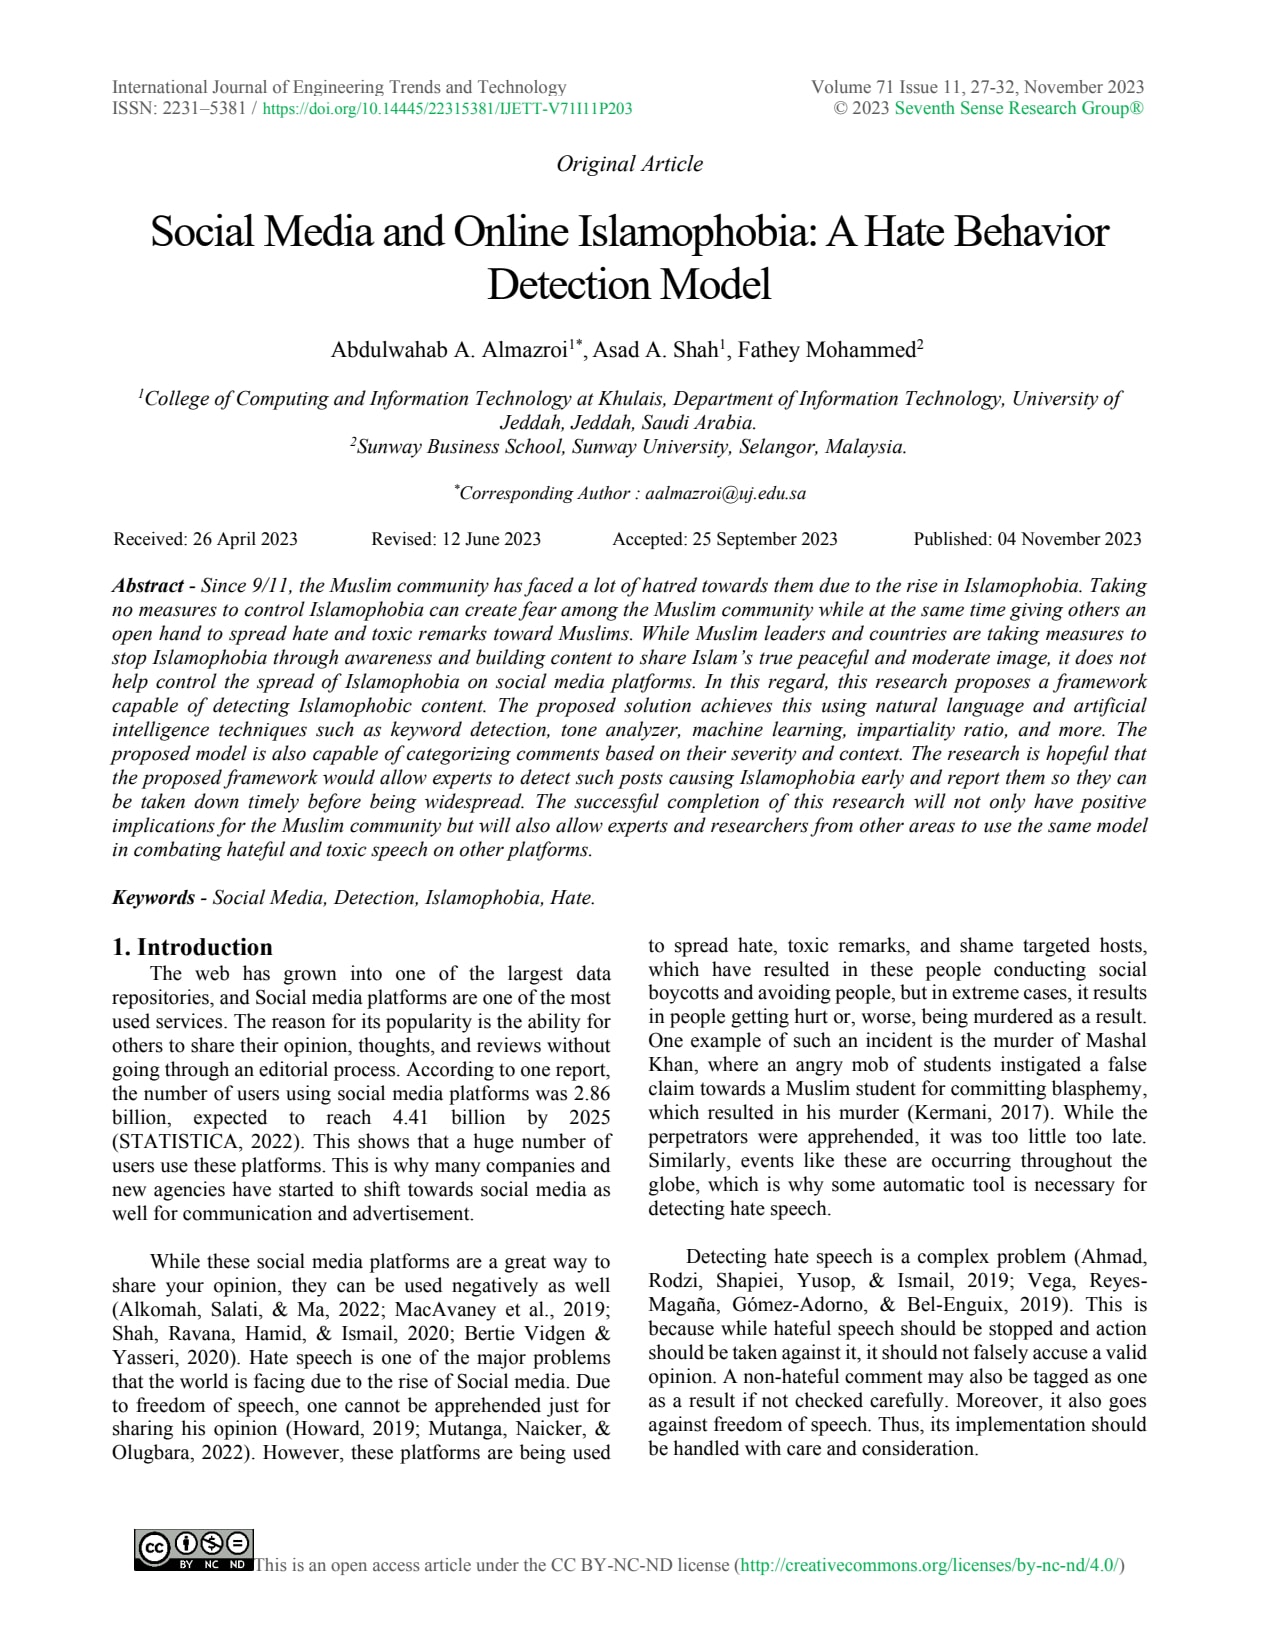 International Journal of Engineering Trends and Technology
Volume 71 Issue 11, 27-32, November 2023
ISSN: 2231–5381 / https://doi.org/10.14445/22315381/IJETT-V71I11P203
© 2023 Seventh Sense Research Group®
Original Article
Social Media and Online Islamophobia: A Hate Behavior
Detection Model
Abdulwahab A. Almazroi1*, Asad A. Shah1, Fathey Mohammed2
1College of Computing and Information Technology at Khulais, Department of Information Technology, University of
Jeddah, Jeddah, Saudi Arabia.
2Sunway Business School, Sunway University, Selangor, Malaysia.
*Corresponding Author : aalmazroi@uj.edu.sa
Received: 26 April 2023 Revised: 12 June 2023 Accepted: 25 September 2023 Published: 04 November 2023
Abstract - Since 9/11, the Muslim community has faced a lot of hatred towards them due to the rise in Islamophobia. Taking
no measures to control Islamophobia can create fear among the Muslim community while at the same time giving others an
open hand to spread hate and toxic remarks toward Muslims. While Muslim leaders and countries are taking measures to
stop Islamophobia through awareness and building content to share Islam's true peaceful and moderate image, it does not
help control the spread of Islamophobia on social media platforms. In this regard, this research proposes a framework
capable of detecting Islamophobic content. The proposed solution achieves this using natural language and artificial
intelligence techniques such as keyword detection, tone analyzer, machine learning, impartiality ratio, and more. The
proposed model is also capable of categorizing comments based on their severity and context. The research is hopeful that
the proposed framework would allow experts to detect such posts causing Islamophobia early and report them so they can
be taken down timely before being widespread. The successful completion of this research will not only have positive
implications for the Muslim community but will also allow experts and researchers from other areas to use the same model
in combating hateful and toxic speech on other platforms.
Keywords - Social Media, Detection, Islamophobia, Hate.
1. Introduction
The web has grown into one of the largest data
repositories, and Social media platforms are one of the most
used services. The reason for its popularity is the ability for
others to share their opinion, thoughts, and reviews without
going through an editorial process. According to one report,
the number of users using social media platforms was 2.86
billion, expected to reach 4.41 billion by 2025
(STATISTICA, 2022). This shows that a huge number of
users use these platforms. This is why many companies and
new agencies have started to shift towards social media as
well for communication and advertisement.
While these social media platforms are a great way to
share your opinion, they can be used negatively as well
(Alkomah, Salati, & Ma, 2022; MacAvaney et al., 2019;
Shah, Ravana, Hamid, & Ismail, 2020; Bertie Vidgen &
Yasseri, 2020). Hate speech is one of the major problems
that the world is facing due to the rise of Social media. Due
to freedom of speech, one cannot be apprehended just for
sharing his opinion (Howard, 2019; Mutanga, Naicker, &
Olugbara, 2022). However, these platforms are being used
to spread hate, toxic remarks, and shame targeted hosts,
which have resulted in these people conducting social
boycotts and avoiding people, but in extreme cases, it results
in people getting hurt or, worse, being murdered as a result.
One example of such an incident is the murder of Mashal
Khan, where an angry mob of students instigated a false
claim towards a Muslim student for committing blasphemy,
which resulted in his murder (Kermani, 2017). While the
perpetrators were apprehended, it was too little too late.
Similarly, events like these are occurring throughout the
globe, which is why some automatic tool is necessary for
detecting hate speech.
Detecting hate speech is a complex problem (Ahmad,
Rodzi, Shapiei, Yusop, & Ismail, 2019; Vega, Reyes-
Magaña, Gómez-Adorno, & Bel-Enguix, 2019). This is
because while hateful speech should be stopped and action
should be taken against it, it should not falsely accuse a valid
opinion. A non-hateful comment may also be tagged as one
as a result if not checked carefully. Moreover, it also goes
against freedom of speech. Thus, its implementation should
be handled with care and consideration.
cc BY NC ND
This is an open access article under the CC BY-NC-ND license (http://creativecommons.org/licenses/by-nc-nd/4.0/)